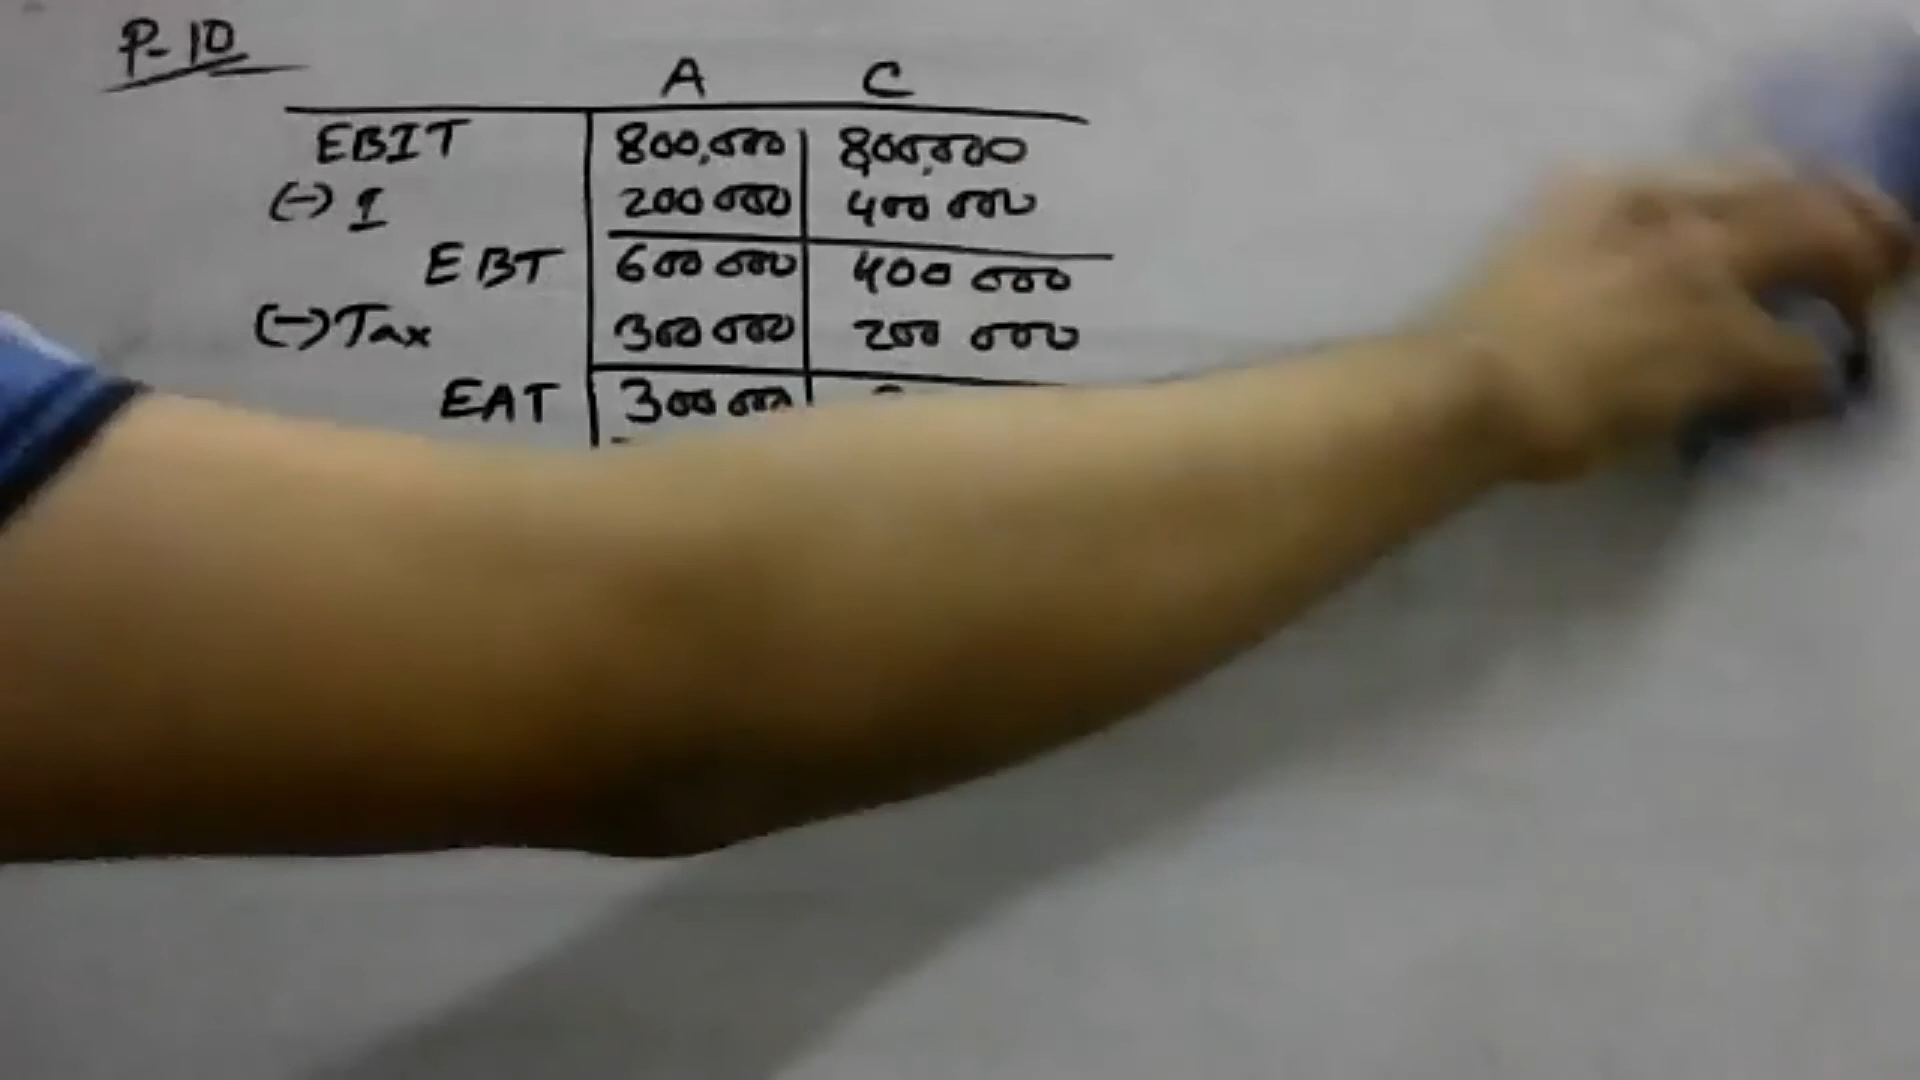 P-10
A C
EBIT 800,000 800,000
(-) I 200 000 400 000
EBT 600 000 400 000
(-) Tax 300 000 200 000
EAT 300 000